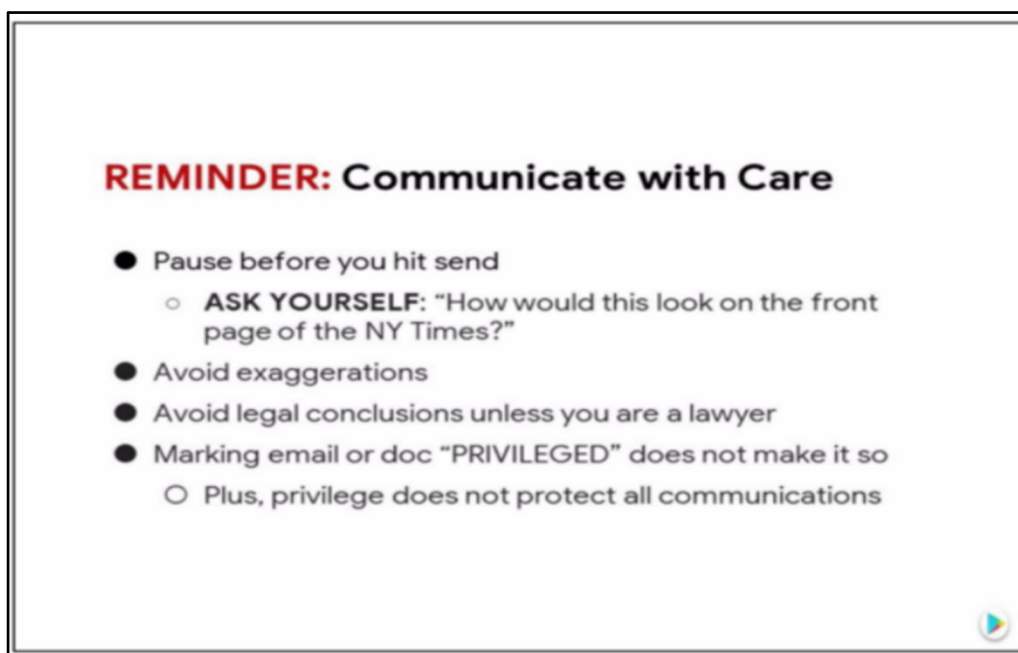 REMINDER: Communicate with Care
● Pause before you hit send
○ ASK YOURSELF: “How would this look on the front
page of the NY Times?”
● Avoid exaggerations
● Avoid legal conclusions unless you are a lawyer
● Marking email or doc “PRIVILEGED” does not make it so
○ Plus, privilege does not protect all communications